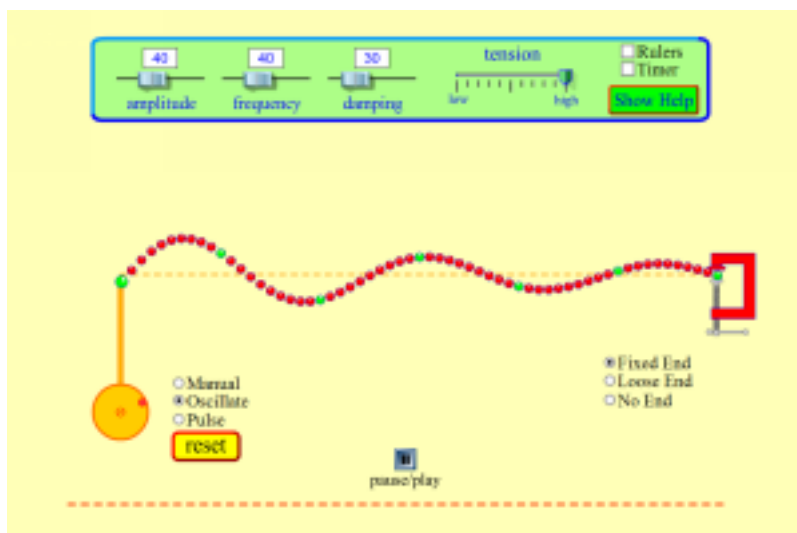 40 40 30 tension Rulers
Timer
amplitude frequency damping low high Show Help
Manual
Oscillate
Pulse
reset
Fixed End
Loose End
No End
pause/play